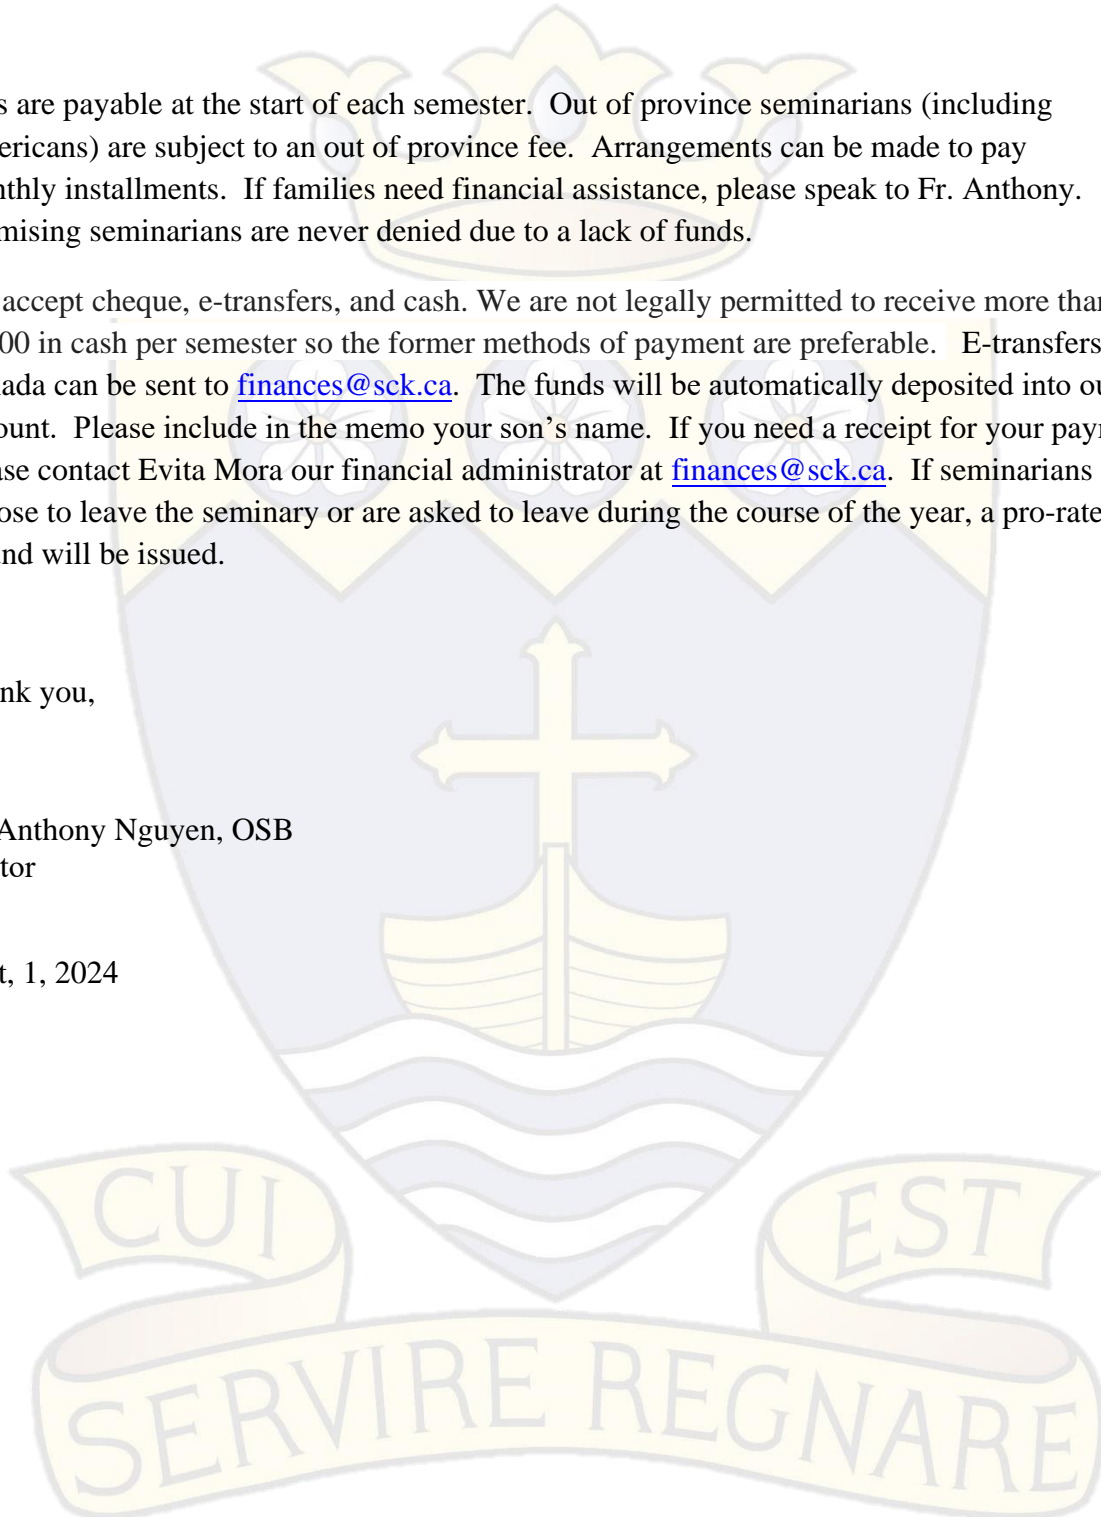 s are payable at the start of each semester.  Out of province seminarians (including
ericans) are subject to an out of province fee.  Arrangements can be made to pay
nthly installments.  If families need financial assistance, please speak to Fr. Anthony.
mising seminarians are never denied due to a lack of funds.
accept cheque, e-transfers, and cash. We are not legally permitted to receive more than
00 in cash per semester so the former methods of payment are preferable.   E-transfers
nada can be sent to finances@sck.ca.  The funds will be automatically deposited into ou
ount.  Please include in the memo your son's name.  If you need a receipt for your paym
ase contact Evita Mora our financial administrator at finances@sck.ca.  If seminarians
ose to leave the seminary or are asked to leave during the course of the year, a pro-rate
und will be issued.
nk you,
Anthony Nguyen, OSB
tor
t, 1, 2024
CUI EST
SERVIRE REGNARE